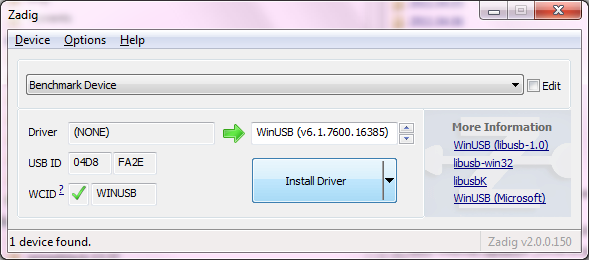 Zadig
Device Options Help
Benchmark Device
Edit
Driver (NONE) WinUSB (v6.1.7600.16385)
USB ID 04D8 FA2E
WCID ? WINUSB
Install Driver
More Information
WinUSB (libusb-1.0)
libusb-win32
libusbK
WinUSB (Microsoft)
1 device found.
Zadig v2.0.0.150